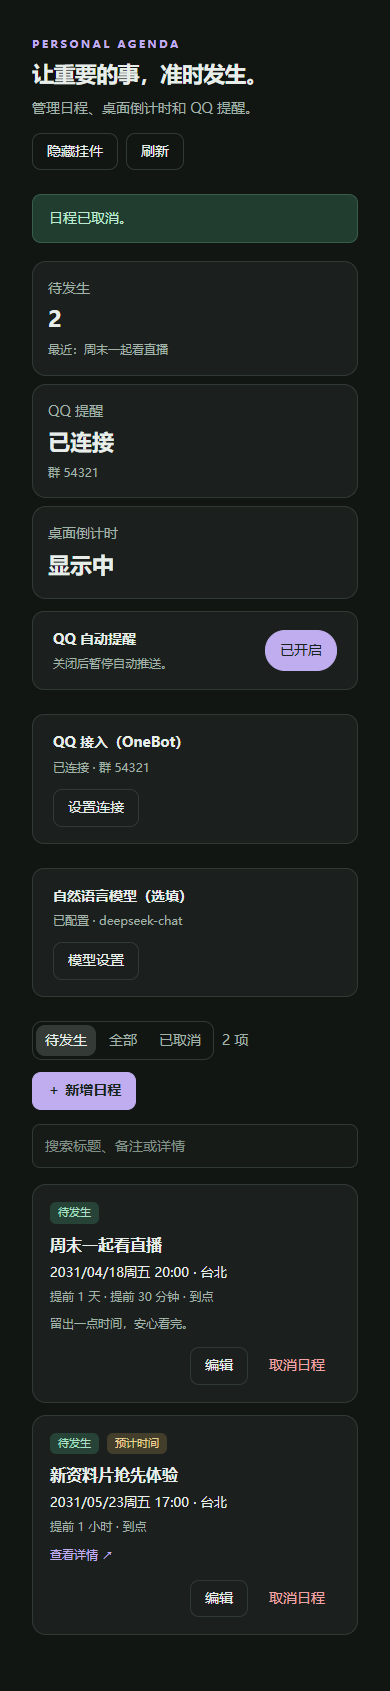 PERSONAL AGENDA
让重要的事，准时发生。
管理日程、桌面倒计时和 QQ 提醒。
隐藏挂件 刷新
日程已取消。
待发生
2
最近：周末一起看直播
QQ 提醒
已连接
群 54321
桌面倒计时
显示中
QQ 自动提醒
关闭后暂停自动推送。
已开启
QQ 接入（OneBot）
已连接 · 群 54321
设置连接
自然语言模型（选填）
已配置 · deepseek-chat
模型设置
待发生 全部 已取消 2 项
+ 新增日程
搜索标题、备注或详情
待发生
周末一起看直播
2031/04/18周五 20:00 · 台北
提前 1 天 · 提前 30 分钟 · 到点
留出一点时间，安心看完。
编辑 取消日程
待发生 预计时间
新资料片抢先体验
2031/05/23周五 17:00 · 台北
提前 1 小时 · 到点
查看详情 ↗
编辑 取消日程